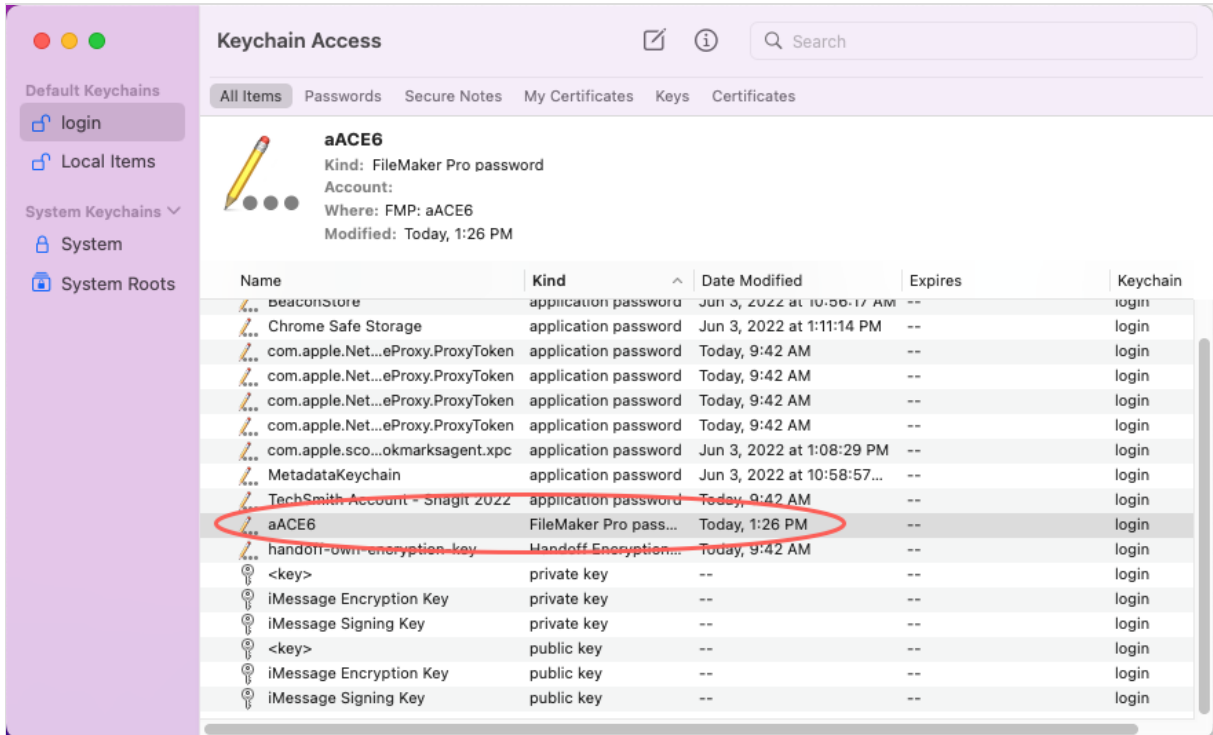 Keychain Access
Search
Default Keychains
login
Local Items
System Keychains
System
System Roots
All Items Passwords Secure Notes My Certificates Keys Certificates
aACE6
Kind: FileMaker Pro password
Account:
Where: FMP: aACE6
Modified: Today, 1:26 PM
Name Kind Date Modified Expires Keychain
BeaconStore application password Jun 3, 2022 at 10:56:17 AM -- login
Chrome Safe Storage application password Jun 3, 2022 at 1:11:14 PM -- login
com.apple.Net...eProxy.ProxyToken application password Today, 9:42 AM -- login
com.apple.Net...eProxy.ProxyToken application password Today, 9:42 AM -- login
com.apple.Net...eProxy.ProxyToken application password Today, 9:42 AM -- login
com.apple.Net...eProxy.ProxyToken application password Today, 9:42 AM -- login
com.apple.sco...okmarksagent.xpc application password Jun 3, 2022 at 1:08:29 PM -- login
MetadataKeychain application password Jun 3, 2022 at 10:58:57... -- login
TechSmith Account - Snagit 2022 application password Today, 9:42 AM -- login
aACE6 FileMaker Pro pass... Today, 1:26 PM -- login
handoff-own-encryption-key Handoff Encryption... Today, 9:42 AM -- login
<key> private key -- -- login
iMessage Encryption Key private key -- -- login
iMessage Signing Key private key -- -- login
<key> public key -- -- login
iMessage Encryption Key public key -- -- login
iMessage Signing Key public key -- -- login